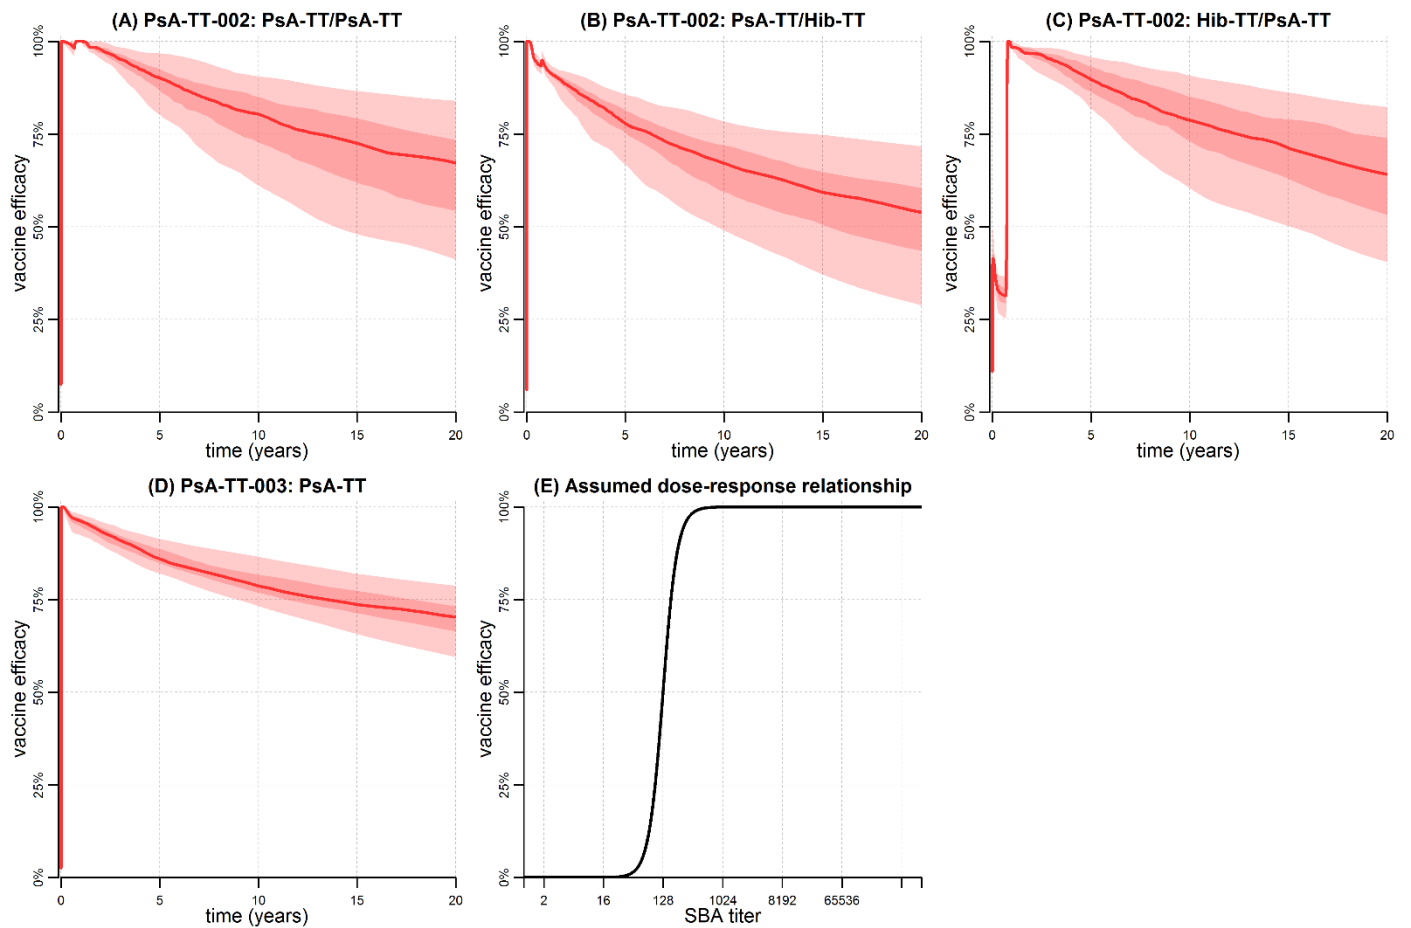 (A) PsA-TT-002: PsA-TT/PsA-TT
vaccine efficacy
0%
25%
50%
75%
100%
0 5 10 15 20
time (years)
(B) PsA-TT-002: PsA-TT/Hib-TT
vaccine efficacy
0%
25%
50%
75%
100%
0 5 10 15 20
time (years)
(C) PsA-TT-002: Hib-TT/PsA-TT
vaccine efficacy
0%
25%
50%
75%
100%
0 5 10 15 20
time (years)
(D) PsA-TT-003: PsA-TT
vaccine efficacy
0%
25%
50%
75%
100%
0 5 10 15 20
time (years)
(E) Assumed dose-response relationship
vaccine efficacy
0%
25%
50%
75%
100%
2 16 128 1024 8192 65536
SBA titer